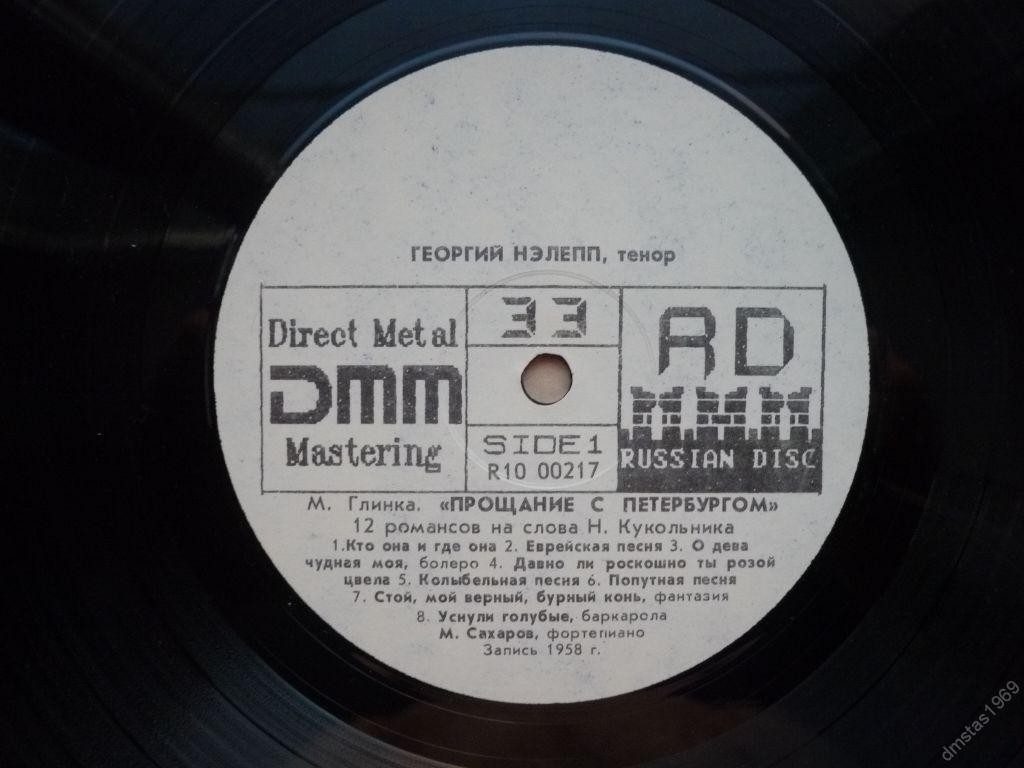 ГЕОРГИЙ НЭЛЕПП, тенор
Direct Metal
DMM
Mastering
33
SIDE 1
R10 00217
RD
RUSSIAN DISC
М. Глинка. «ПРОЩАНИЕ С ПЕТЕРБУРГОМ»
12 романсов на слова Н. Кукольника
1.Кто она и где она 2. Еврейская песня 3. О дева
чудная моя, болеро 4. Давно ли роскошно ты розой
цвела 5. Колыбельная песня 6. Попутная песня
7. Стой, мой верный, бурный конь, фантазия
8. Уснули голубые, баркарола
М. Сахаров, фортепиано
Запись 1958 г.
dmstas1969